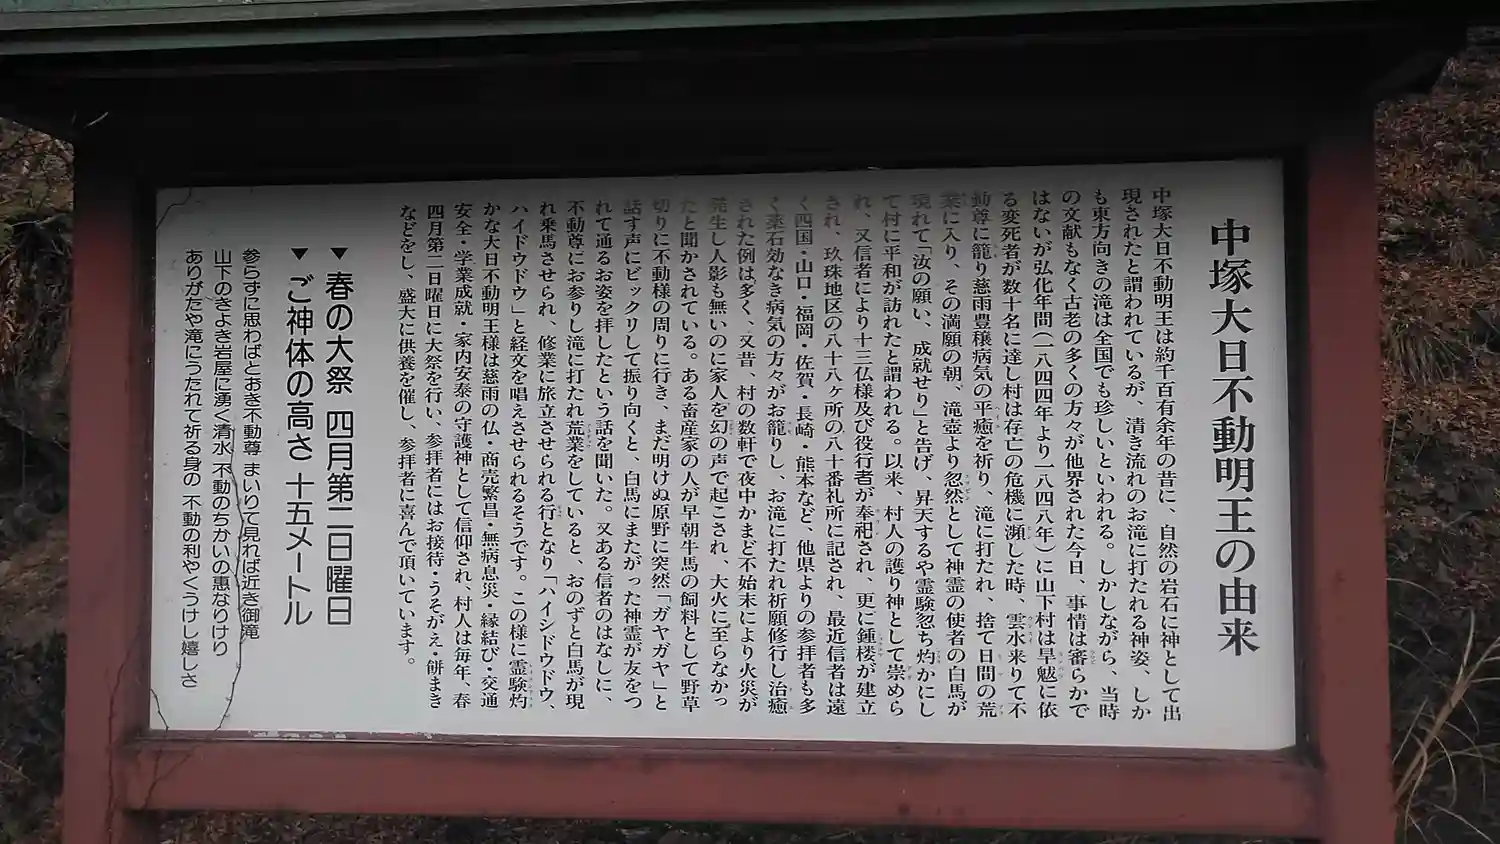 中塚大日不動明王の由来
中塚大日不動明王は約千百有余年の昔に、自然の岩石に神として出
現されたと謂われているが、清き流れのお滝に打たれる神姿、しか
も東方向きの滝は全国でも珍しいといわれる。しかしながら、当時
の文献もなく古老の多くの方々が他界された今日、事情は審らかで
はないが弘化年間(一八四四年より一八四八年)に山下村は旱魃に依
る変死者が数十名に達し村は存亡の危機に瀕した時、雲水来りて不
動尊に籠り慈雨豊穣病気の平癒を祈り、滝に打たれ、捨て日間の荒
業に入り、その満願の朝、滝壺より忽然として神霊の使者の白馬が
現れて「汝の願い、成就せり」と告げ、昇天するや霊験忽ち灼かにし
て村に平和が訪れたと謂われる。以来、村人の護り神として崇めら
れ、又信者により十三仏様及び役行者が奉祀され、更に鍾楼が建立
され、玖珠地区の八十八ヶ所の八十番札所に記され、最近信者は遠
く四国・山口・福岡・佐賀・長崎・熊本など、他県よりの参拝者も多
く薬石効なき病気の方々がお籠りし、お滝に打たれ祈願修行し治癒
された例は多く、又昔、村の数軒で夜中かまど不始末により火災が
発生し人影も無いのに家人を幻の声で起こされ、大火に至らなかっ
たと聞かされている。ある畜産家の人が早朝牛馬の飼料として野草
切りに不動様の周りに行き、まだ明けぬ原野に突然「ガヤガヤ」と
話す声にビックリして振り向くと、白馬にまたがった神霊が友をつ
れて通るお姿を拝したという話を聞いた。又ある信者のはなしに、
不動尊にお参りし滝に打たれ荒業をしていると、おのずと白馬が現
れ乗馬させられ、修業に旅立させられる行となり「ハイシドウドウ、
ハイドウドウ」と経文を唱えさせられるそうです。この様に霊験灼
かな大日不動明王様は慈雨の仏・商売繁昌・無病息災・縁結び・交通
安全・学業成就・家内安泰の守護神として信仰され、村人は毎年、春
四月第二日曜日に大祭を行い、参拝者にはお接待・うそがえ・餅まき
などをし、盛大に供養を催し、参拝者に喜んで頂いています。
▼春の大祭 四月第二日曜日
▼ご神体の高さ 十五メートル
参らずに思わばとおき不動尊 まいりて見れば近き御滝
山下のきよき岩屋に湧く清水 不動のちかいの恵なりけり
ありがたや滝にうたれて祈る身の 不動の利やくうけし嬉しさ